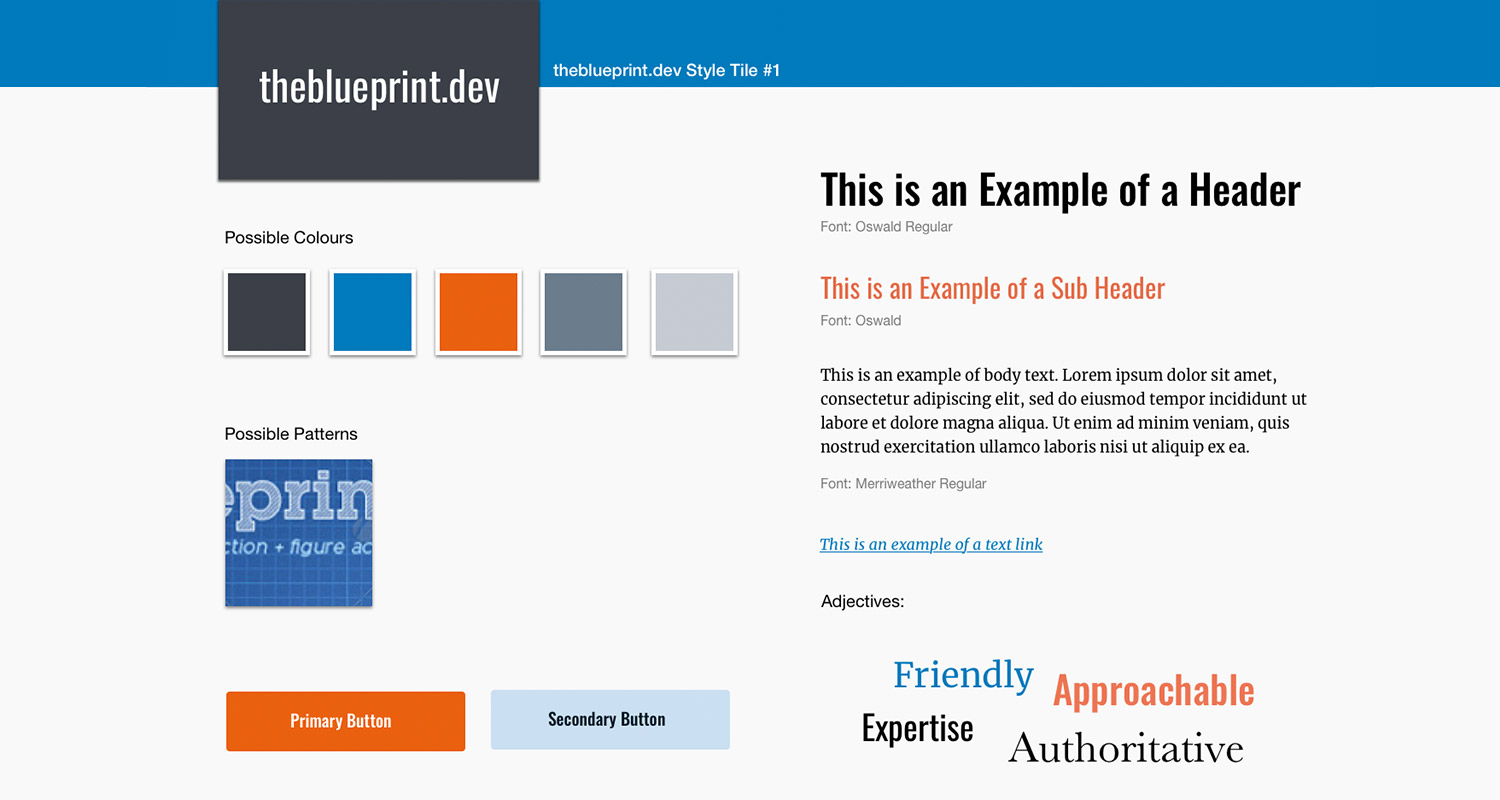 theblueprint.dev
theblueprint.dev Style Tile #1
Possible Colours
Possible Patterns
eprin
ction + figure ac
Primary Button
Secondary Button
This is an Example of a Header
Font: Oswald Regular
This is an Example of a Sub Header
Font: Oswald
This is an example of body text. Lorem ipsum dolor sit amet,
consectetur adipiscing elit, sed do eiusmod tempor incididunt ut
labore et dolore magna aliqua. Ut enim ad minim veniam, quis
nostrud exercitation ullamco laboris nisi ut aliquip ex ea.
Font: Merriweather Regular
This is an example of a text link
Adjectives:
Friendly
Approachable
Expertise
Authoritative